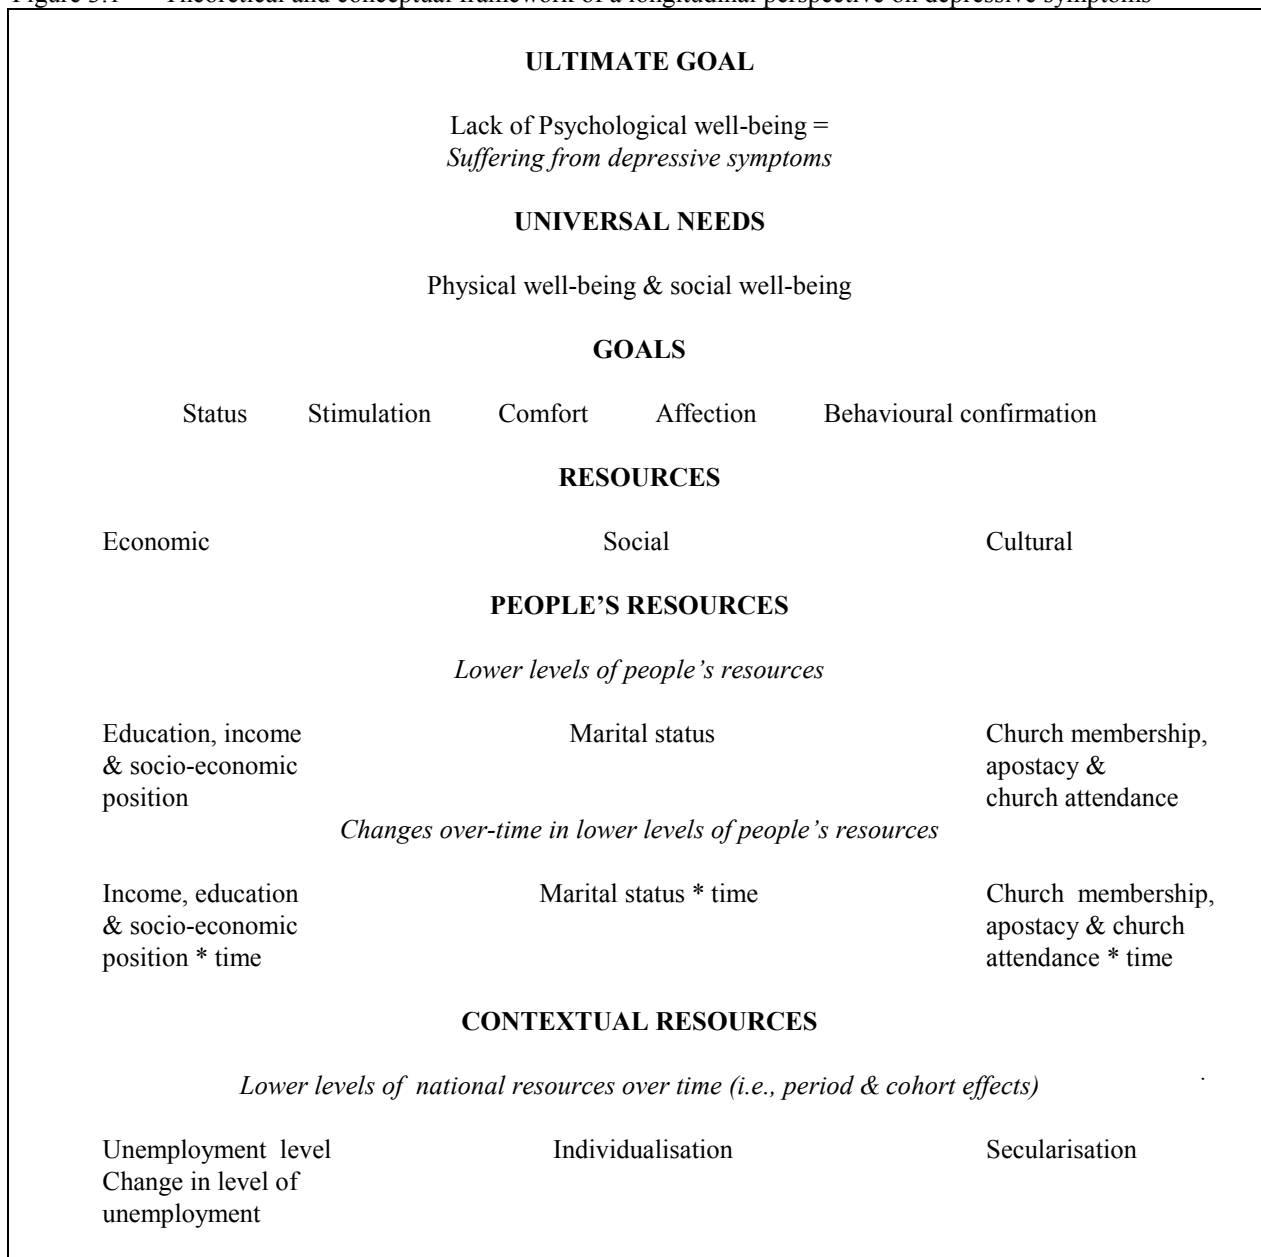 Figure 3.1 Theoretical and conceptual framework of a longitudinal perspective on depressive symptoms
ULTIMATE GOAL
Lack of Psychological well-being =
Suffering from depressive symptoms
UNIVERSAL NEEDS
Physical well-being & social well-being
GOALS
Status Stimulation Comfort Affection Behavioural confirmation
RESOURCES
Economic Social Cultural
PEOPLE’S RESOURCES
Lower levels of people’s resources
Education, income Marital status Church membership,
& socio-economic apostacy &
position church attendance
Changes over-time in lower levels of people’s resources
Income, education Marital status * time Church membership,
& socio-economic apostacy & church
position * time attendance * time
CONTEXTUAL RESOURCES
Lower levels of national resources over time (i.e., period & cohort effects) .
Unemployment level Individualisation Secularisation
Change in level of
unemployment